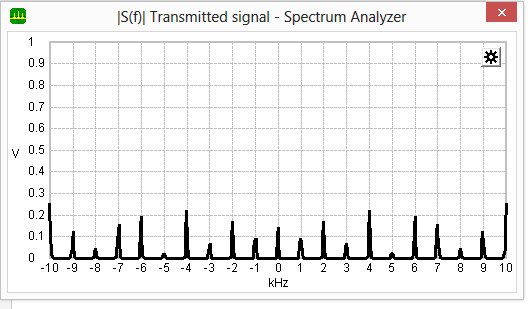 |S(f)| Transmitted signal - Spectrum Analyzer
1
0.9
0.8
0.7
0.6
0.5
V
0.4
0.3
0.2
0.1
0
-10 -9 -8 -7 -6 -5 -4 -3 -2 -1 0 1 2 3 4 5 6 7 8 9 10
kHz